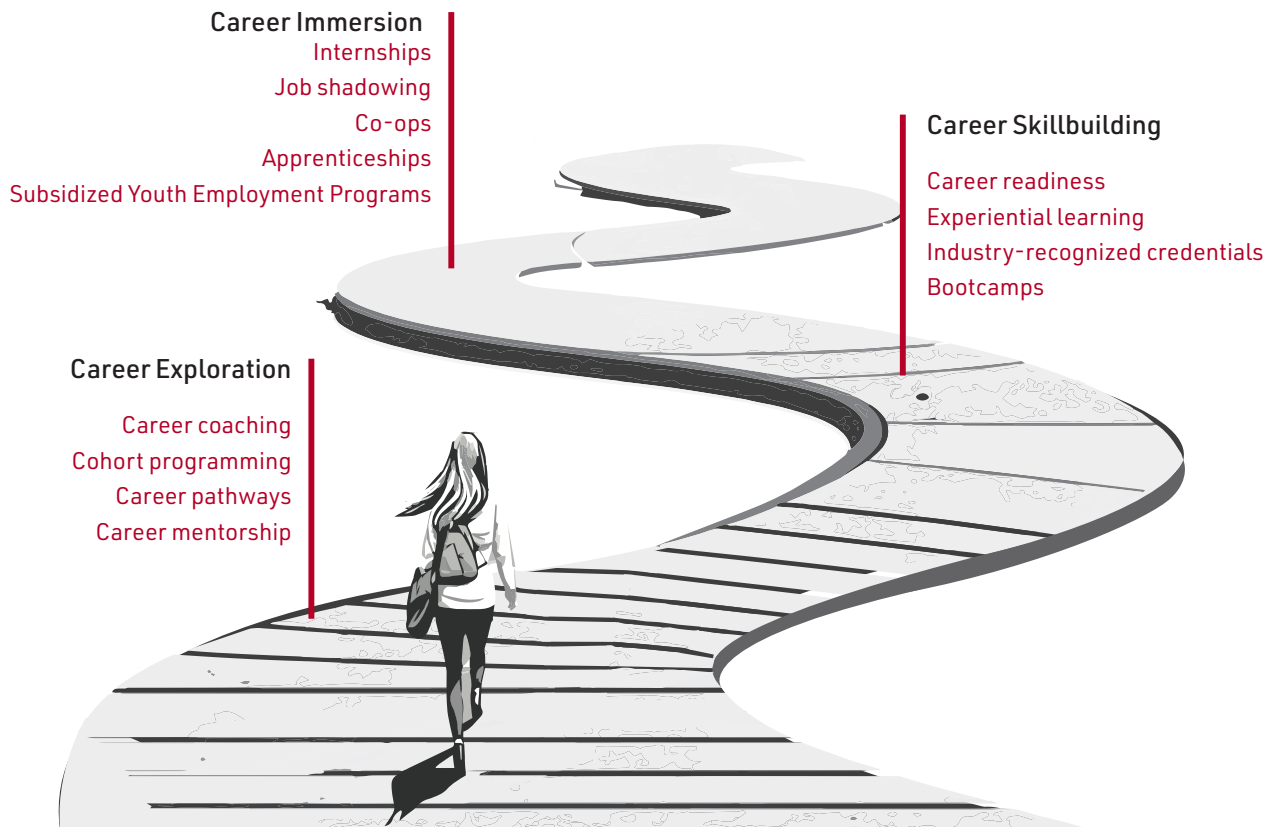 Career Immersion
Internships
Job shadowing
Co-ops
Apprenticeships
Subsidized Youth Employment Programs
Career Skillbuilding
Career readiness
Experiential learning
Industry-recognized credentials
Bootcamps
Career Exploration
Career coaching
Cohort programming
Career pathways
Career mentorship